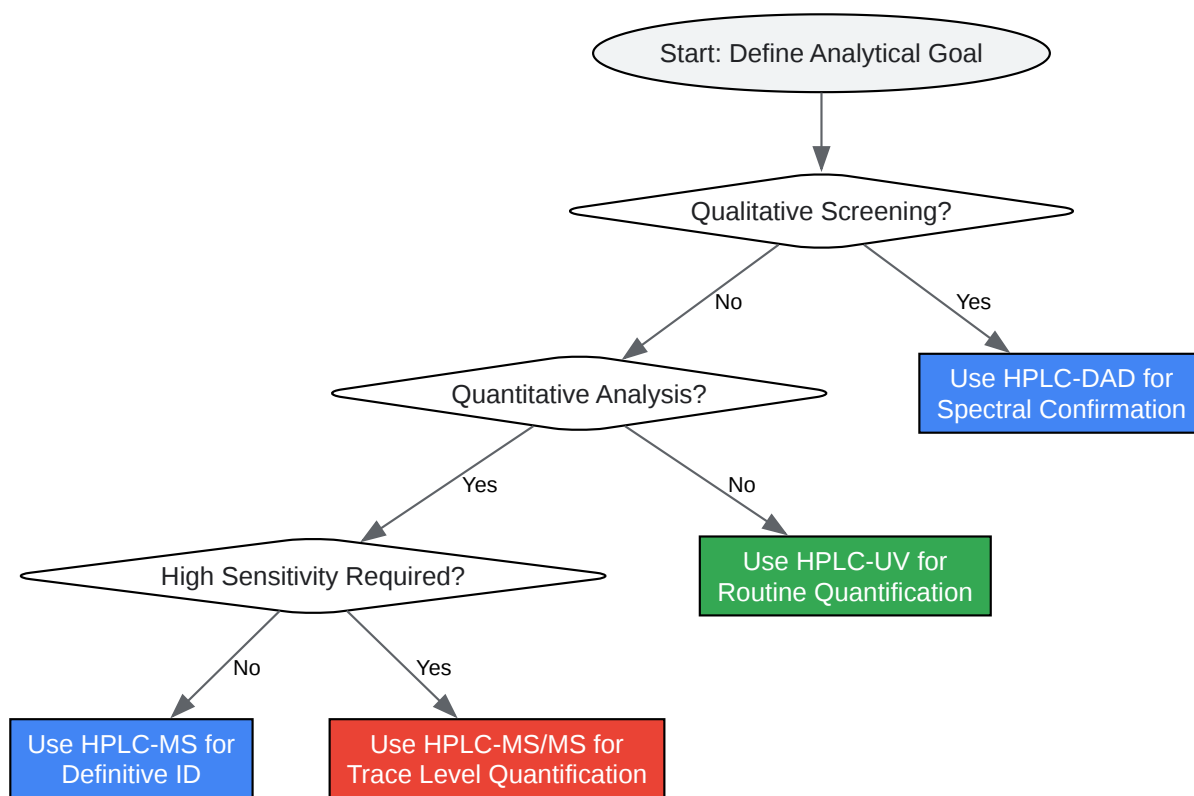 Start: Define Analytical Goal
Qualitative Screening?
No
Yes
Quantitative Analysis?
Use HPLC-DAD for
Spectral Confirmation
Yes
No
High Sensitivity Required?
Use HPLC-UV for
Routine Quantification
No
Yes
Use HPLC-MS for
Definitive ID
Use HPLC-MS/MS for
Trace Level Quantification